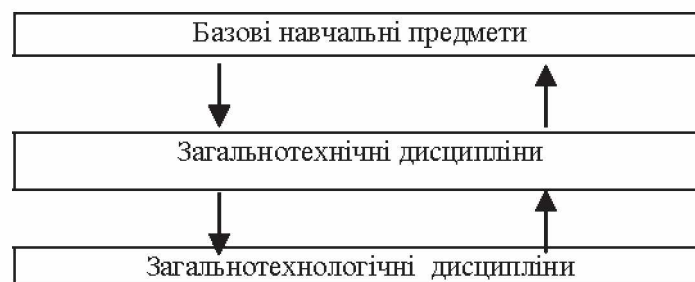 Базові навчальні предмети
Загальнотехнічні дисципліни
Загальнотехнологічні дисципліни